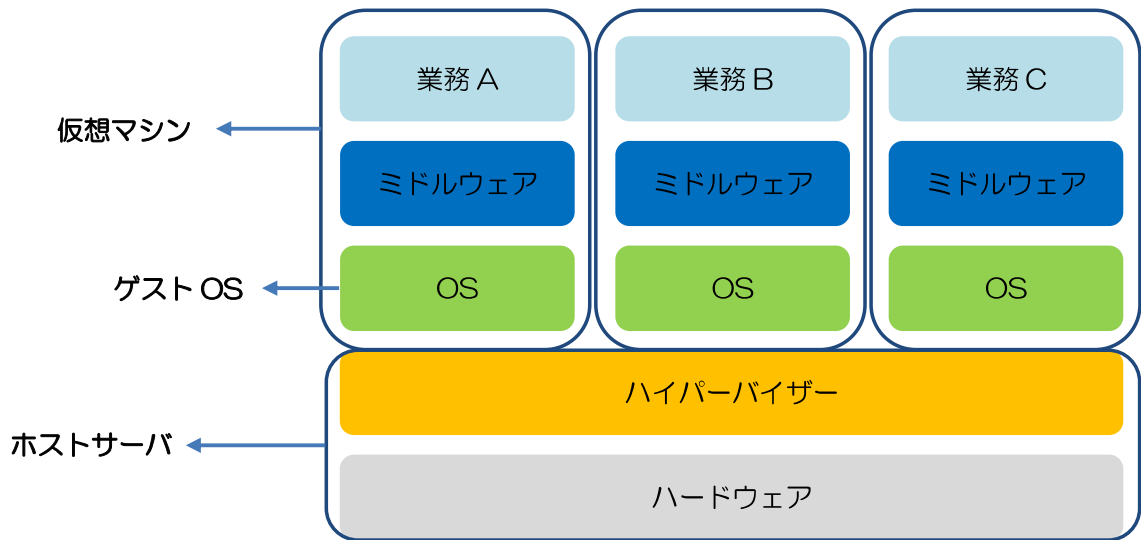 業務 A
業務 B
業務 C
仮想マシン
ミドルウェア
ミドルウェア
ミドルウェア
ゲスト OS
OS
OS
OS
ハイパーバイザー
ホストサーバ
ハードウェア